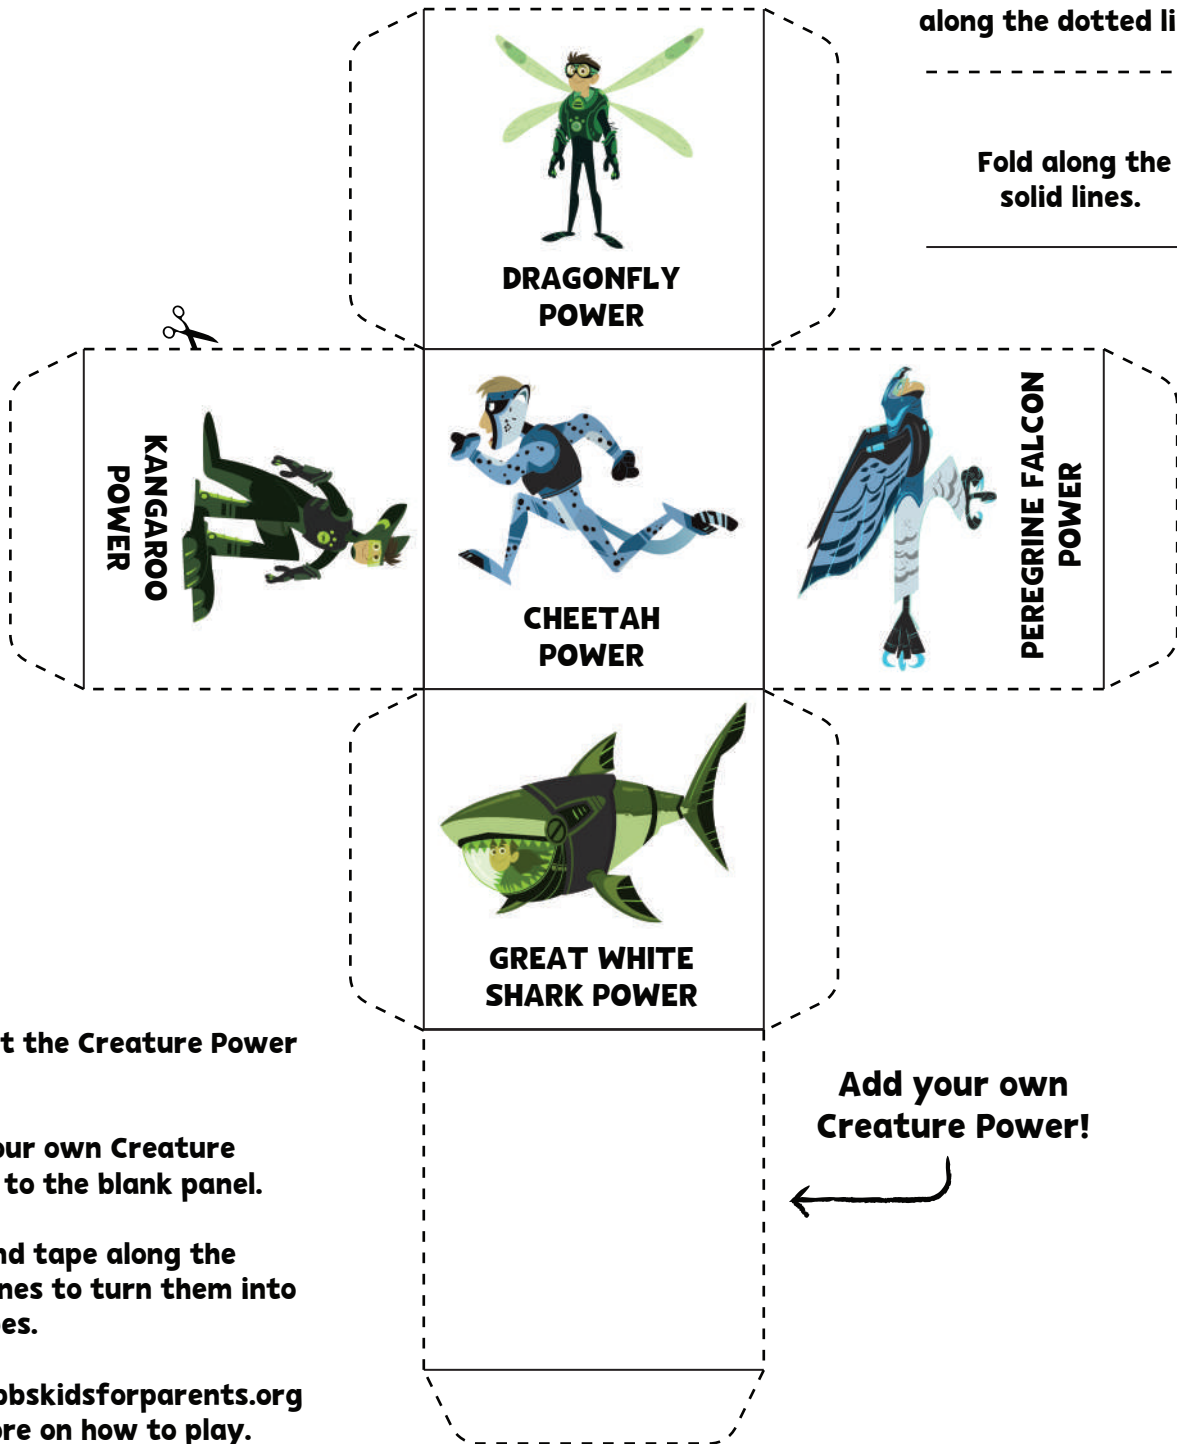 along the dotted li
Fold along the
solid lines.
DRAGONFLY
POWER
KANGAROO
POWER
CHEETAH
POWER
PEREGRINE FALCON
POWER
GREAT WHITE
SHARK POWER
t the Creature Power
our own Creature
to the blank panel.
nd tape along the
nes to turn them into
es.
bbskidsforparents.org
ore on how to play.
Add your own
Creature Power!